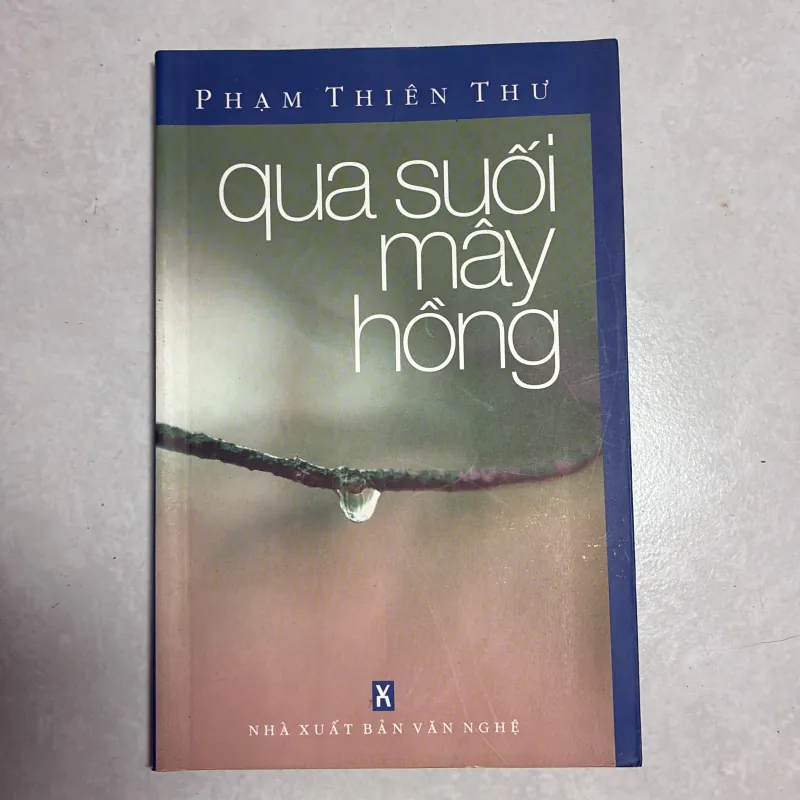 PHẠM THIÊN THƯ
qua suối
mây
hồng
NHÀ XUẤT BẢN VĂN NGHỆ